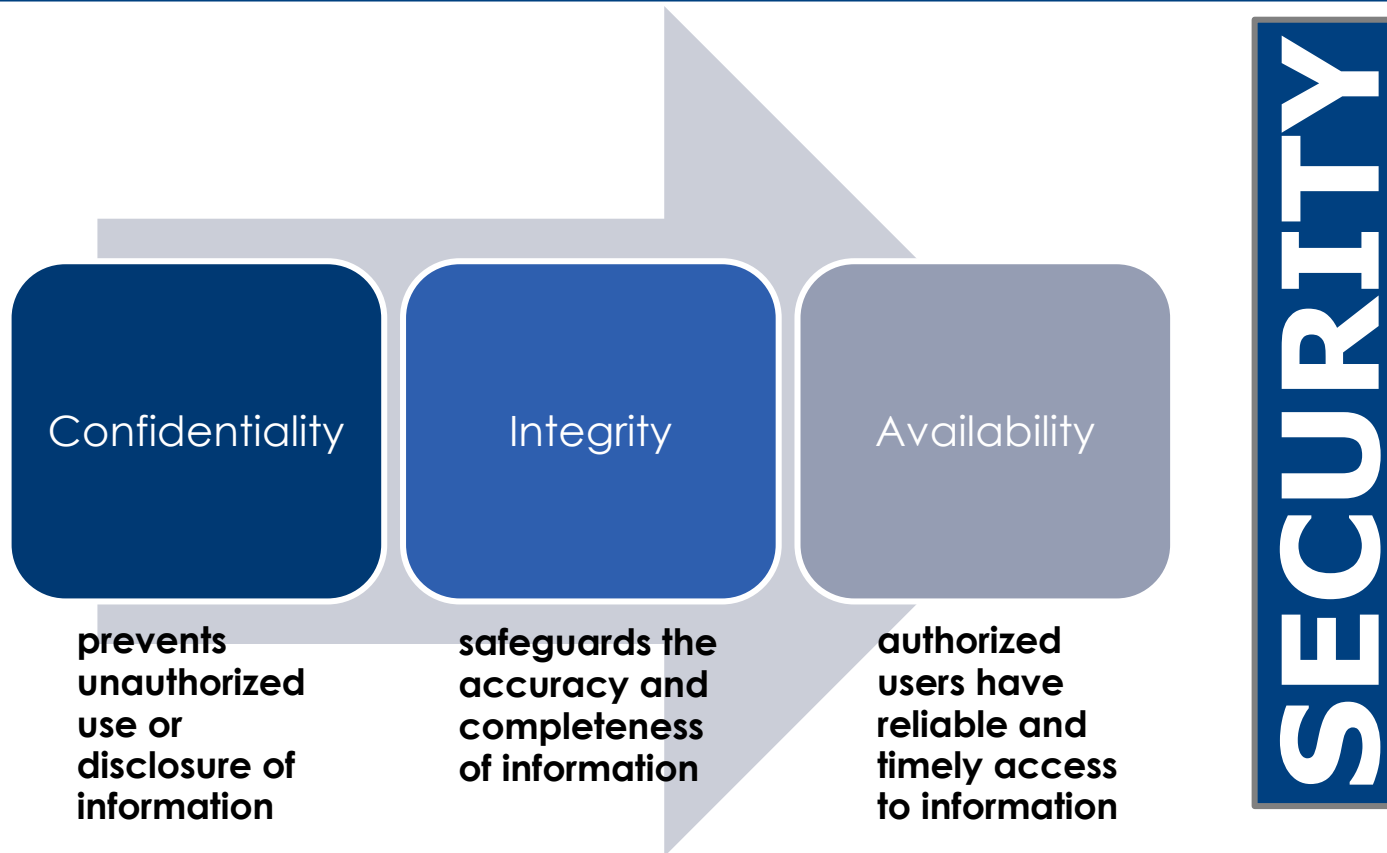 Confidentiality
prevents
unauthorized
use or
disclosure of
information
Integrity
safeguards the
accuracy and
completeness
of information
Availability
authorized
users have
reliable and
timely access
to information
SECURITY